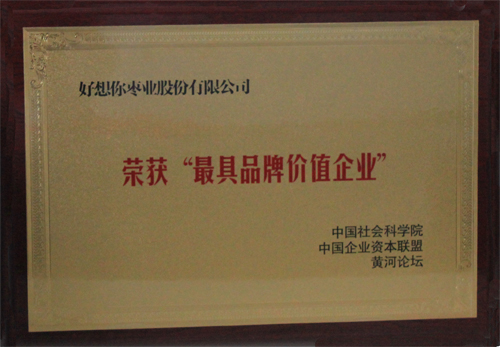 好想你枣业股份有限公司
荣获“最具品牌价值企业”
中国社会科学院
中国企业资本联盟
黄河论坛